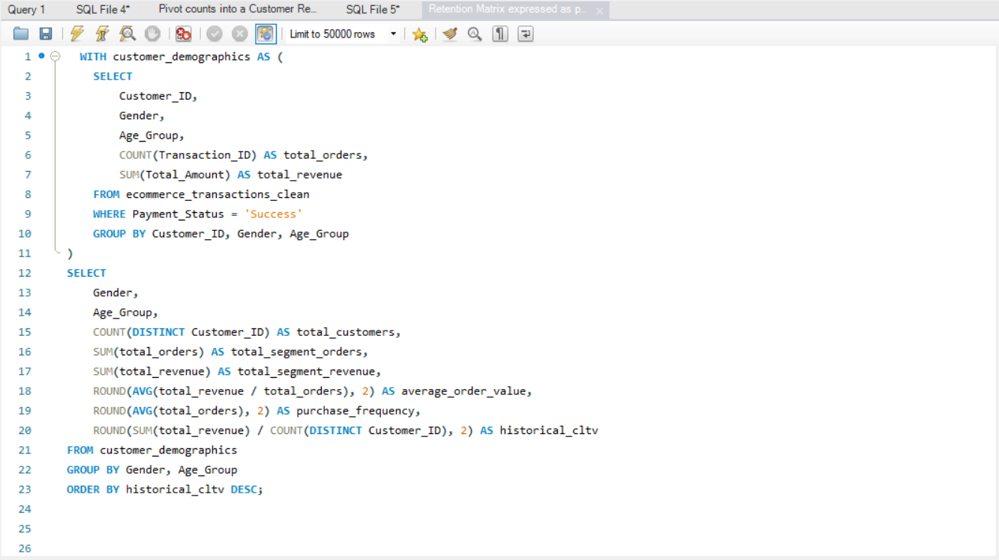 Query 1 SQL File 4* Pivot counts into a Customer Re... SQL File 5* Retention Matrix expressed as p...
Limit to 50000 rows
1 WITH customer_demographics AS (
2 SELECT
3 Customer_ID,
4 Gender,
5 Age_Group,
6 COUNT(Transaction_ID) AS total_orders,
7 SUM(Total_Amount) AS total_revenue
8 FROM ecommerce_transactions_clean
9 WHERE Payment_Status = 'Success'
10 GROUP BY Customer_ID, Gender, Age_Group
11 )
12 SELECT
13 Gender,
14 Age_Group,
15 COUNT(DISTINCT Customer_ID) AS total_customers,
16 SUM(total_orders) AS total_segment_orders,
17 SUM(total_revenue) AS total_segment_revenue,
18 ROUND(AVG(total_revenue / total_orders), 2) AS average_order_value,
19 ROUND(AVG(total_orders), 2) AS purchase_frequency,
20 ROUND(SUM(total_revenue) / COUNT(DISTINCT Customer_ID), 2) AS historical_cltv
21 FROM customer_demographics
22 GROUP BY Gender, Age_Group
23 ORDER BY historical_cltv DESC;
24
25
26